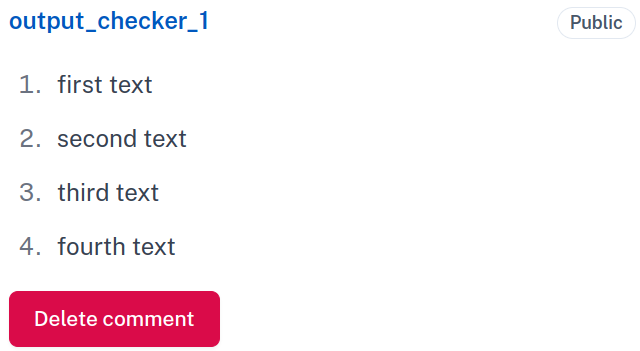 output_checker_1 Public
1. first text
2. second text
3. third text
4. fourth text
Delete comment